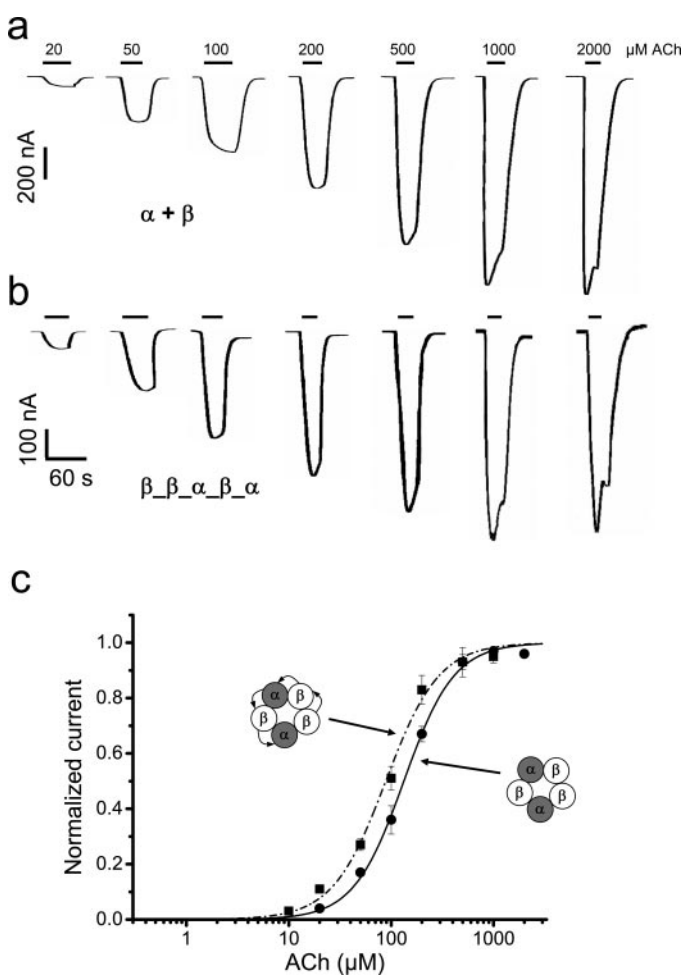 a
20 50 100 200 500 1000 2000 µM ACh
200 nA
α + β
b
100 nA
60 s
β_β_α_β_α
c
Normalized current
1.0
0.8
0.6
0.4
0.2
0.0
α β
β β
α
α β
β β
α
1 10 100 1000
ACh (µM)